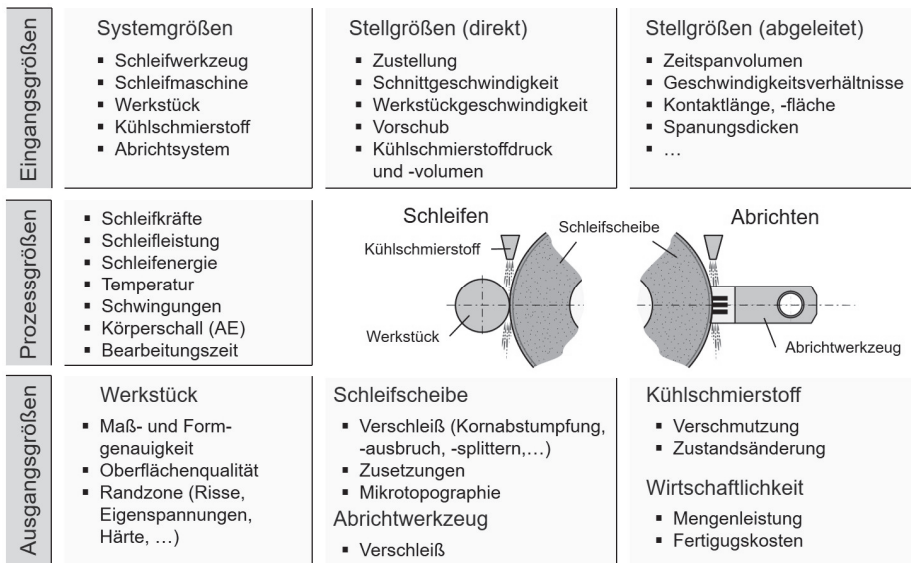 Eingangsgrößen
Systemgrößen
▪ Schleifwerkzeug
▪ Schleifmaschine
▪ Werkstück
▪ Kühlschmierstoff
▪ Abrichtsystem
Stellgrößen (direkt)
▪ Zustellung
▪ Schnittgeschwindigkeit
▪ Werkstückgeschwindigkeit
▪ Vorschub
▪ Kühlschmierstoffdruck
und -volumen
Stellgrößen (abgeleitet)
▪ Zeitspanvolumen
▪ Geschwindigkeitsverhältnisse
▪ Kontaktlänge, -fläche
▪ Spanungsdicken
▪ …
Prozessgrößen
▪ Schleifkräfte
▪ Schleifleistung
▪ Schleifenergie
▪ Temperatur
▪ Schwingungen
▪ Körperschall (AE)
▪ Bearbeitungszeit
Schleifen
Kühlschmierstoff
Werkstück
Schleifscheibe
Abrichten
Abrichtwerkzeug
Ausgangsgrößen
Werkstück
▪ Maß- und Form-
genauigkeit
▪ Oberflächenqualität
▪ Randzone (Risse,
Eigenspannungen,
Härte, …)
Schleifscheibe
▪ Verschleiß (Kornabstumpfung,
-ausbruch, -splittern,…)
▪ Zusetzungen
▪ Mikrotopographie
Abrichtwerkzeug
▪ Verschleiß
Kühlschmierstoff
▪ Verschmutzung
▪ Zustandsänderung
Wirtschaftlichkeit
▪ Mengenleistung
▪ Fertigugskosten